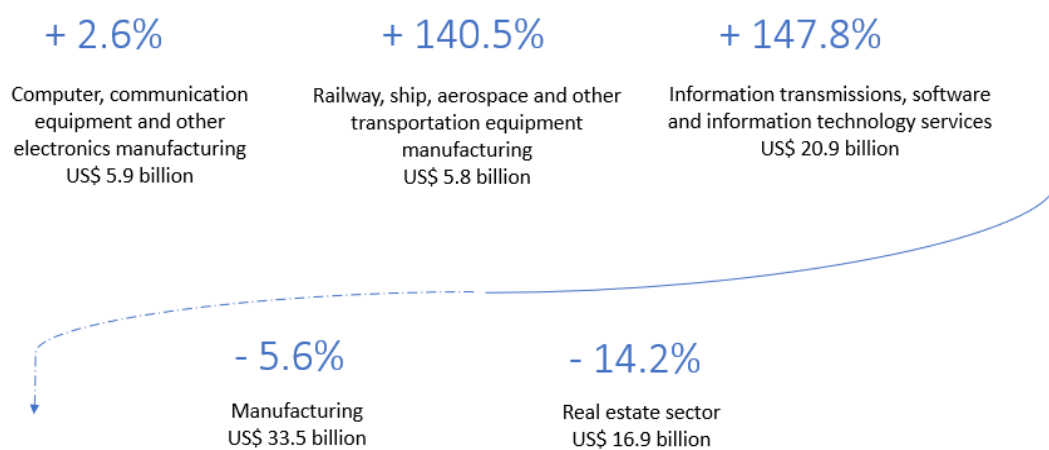 + 2.6%
Computer, communication
equipment and other
electronics manufacturing
US$ 5.9 billion
+ 140.5%
Railway, ship, aerospace and other
transportation equipment
manufacturing
US$ 5.8 billion
+ 147.8%
Information transmissions, software
and information technology services
US$ 20.9 billion
- 5.6%
Manufacturing
US$ 33.5 billion
- 14.2%
Real estate sector
US$ 16.9 billion